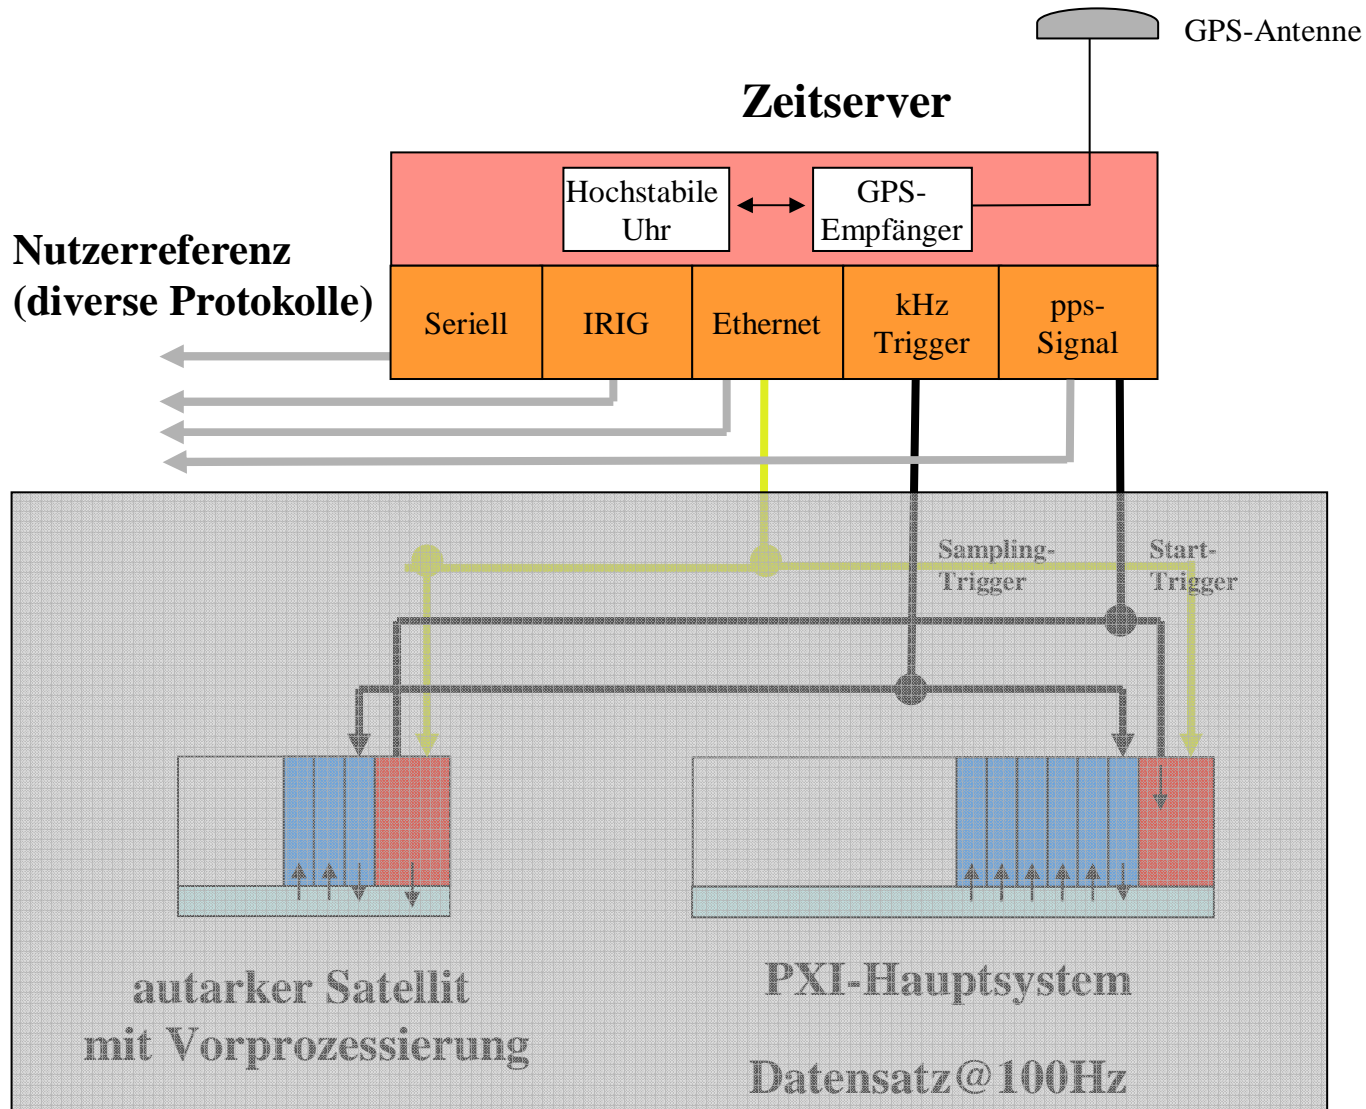 GPS-Antenne
Zeitserver
Hochstabile
Uhr
GPS-
Empfänger
Nutzerreferenz
(diverse Protokolle)
Seriell
IRIG
Ethernet
kHz
Trigger
pps-
Signal
Sampling-
Trigger
Start-
Trigger
autarker Satellit
mit Vorprozessierung
PXI-Hauptsystem
Datensatz@100Hz